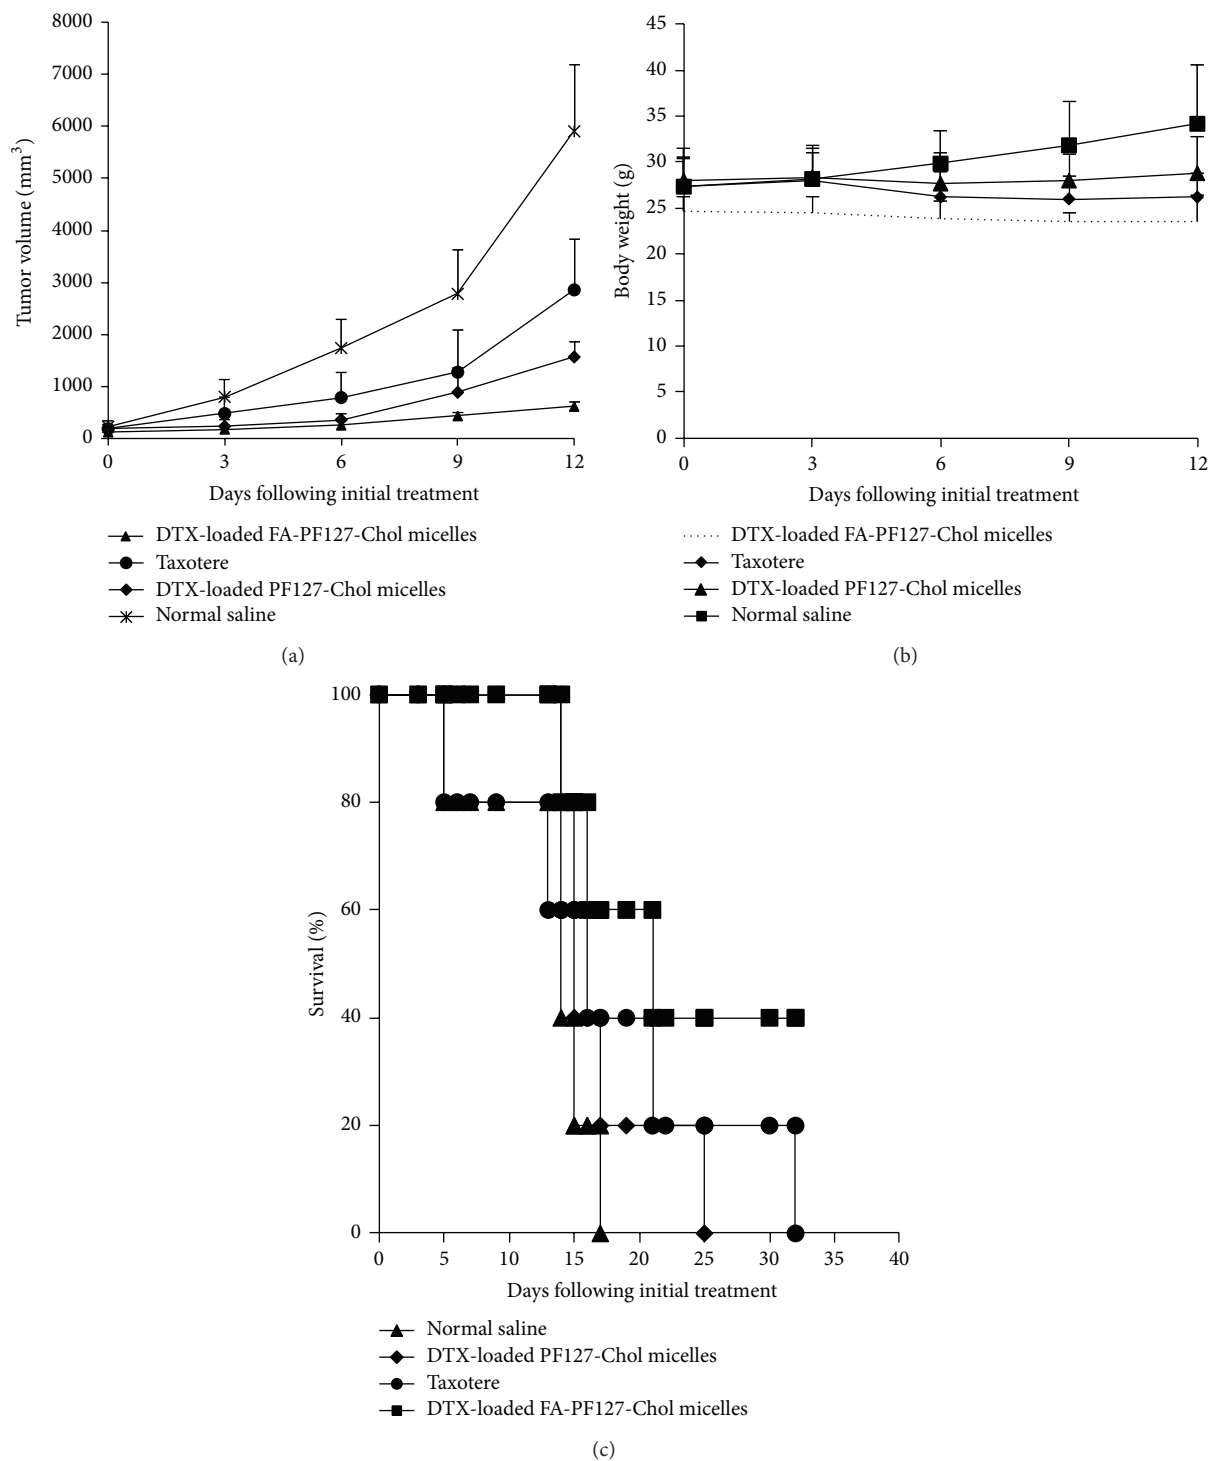 8000
7000
6000
5000
4000
3000
2000
1000
0
Tumor volume (mm³)
0 3 6 9 12
Days following initial treatment
DTX-loaded FA-PF127-Chol micelles
Taxotere
DTX-loaded PF127-Chol micelles
Normal saline
(a)
45
40
35
30
25
20
15
10
5
0
Body weight (g)
0 3 6 9 12
Days following initial treatment
DTX-loaded FA-PF127-Chol micelles
Taxotere
DTX-loaded PF127-Chol micelles
Normal saline
(b)
100
80
60
40
20
0
Survival (%)
0 5 10 15 20 25 30 35 40
Days following initial treatment
Normal saline
DTX-loaded PF127-Chol micelles
Taxotere
DTX-loaded FA-PF127-Chol micelles
(c)